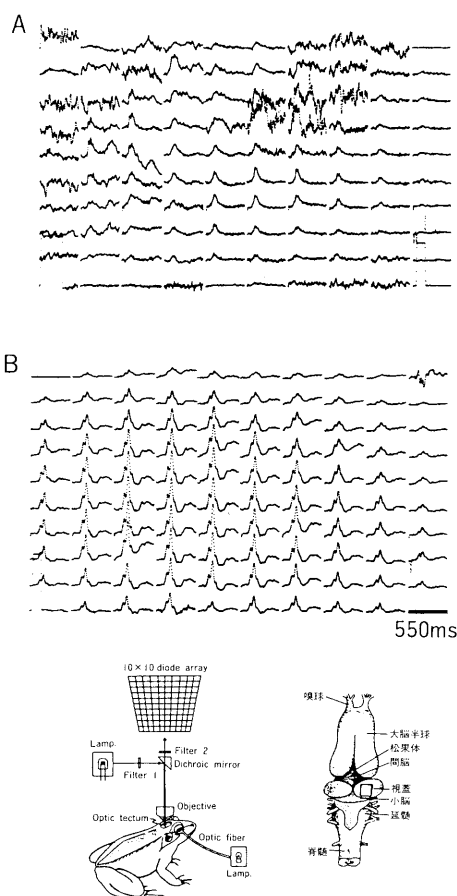 A
B
550ms
10×10 diode array
Lamp.
Filter 2
Filter 1
Dichroic mirror
Objective
Optic tectum
Optic fiber
Lamp.
嗅球
大脳半球
松果体
間脳
視蓋
小脳
延髄
脊髄